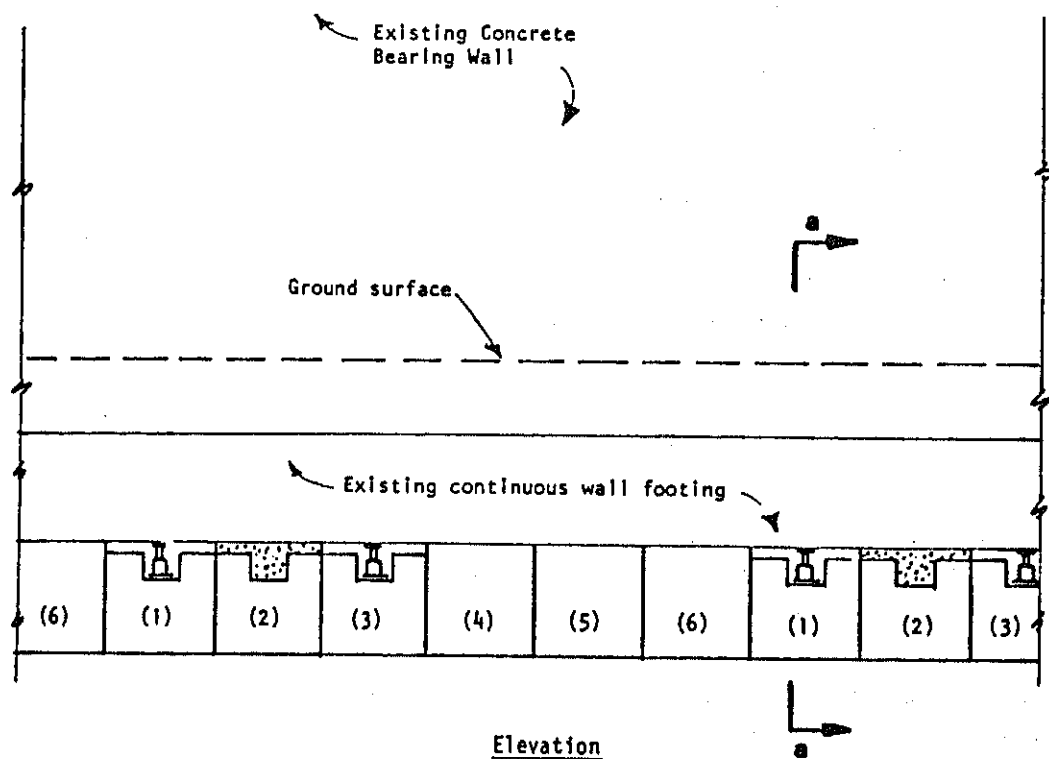 Existing Concrete
Bearing Wall
a
Ground surface
Existing continuous wall footing
(6) (1) (2) (3) (4) (5) (6) (1) (2) (3)
Elevation
a